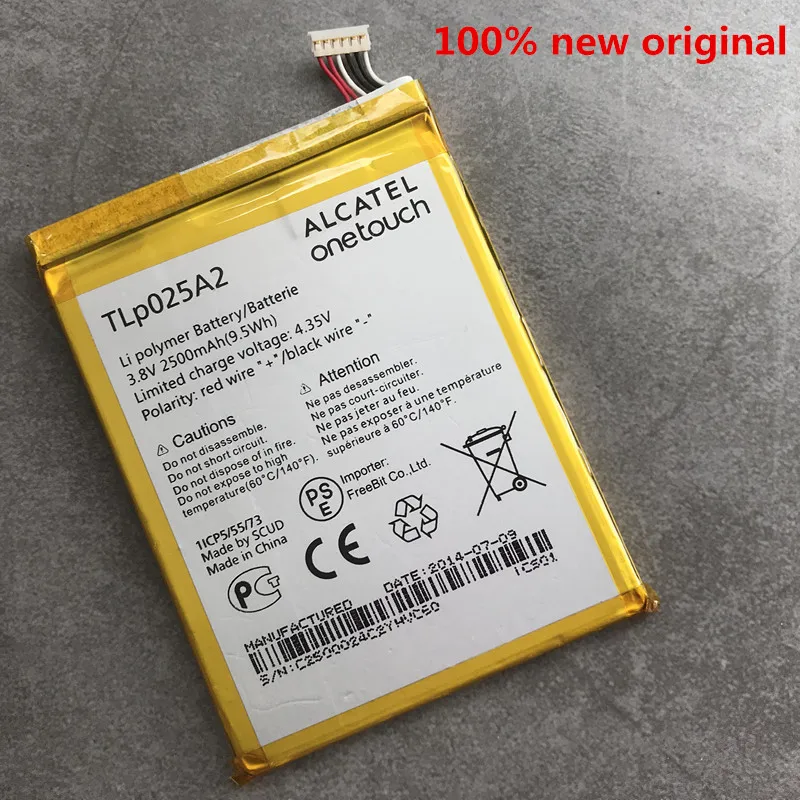 100% new original
ALCATEL
onetouch
TLp025A2
Li polymer Battery/Batterie
3.8V 2500mAh(9.5Wh)
Limited charge voltage: 4.35V
Polarity: red wire "+"/black wire "-"
Cautions
Do not disassemble.
Do not short circuit.
Do not dispose of in fire.
Do not expose to high
temperature(60°C/140°F).
Attention
Ne pas desassembler.
Ne pas court-circuiter.
Ne pas jeter au feu.
Ne pas exposer à une température
supérieure à 60°C/140°F.
1ICP5/55/73
Made by SCUD
Made in China
PS
E
Importer:
FreeBit Co.,Ltd.
PCT
CE
MANUFACTURED DATE:2014-07-09
S/N:C2500024C2YHVCE0
ICS01